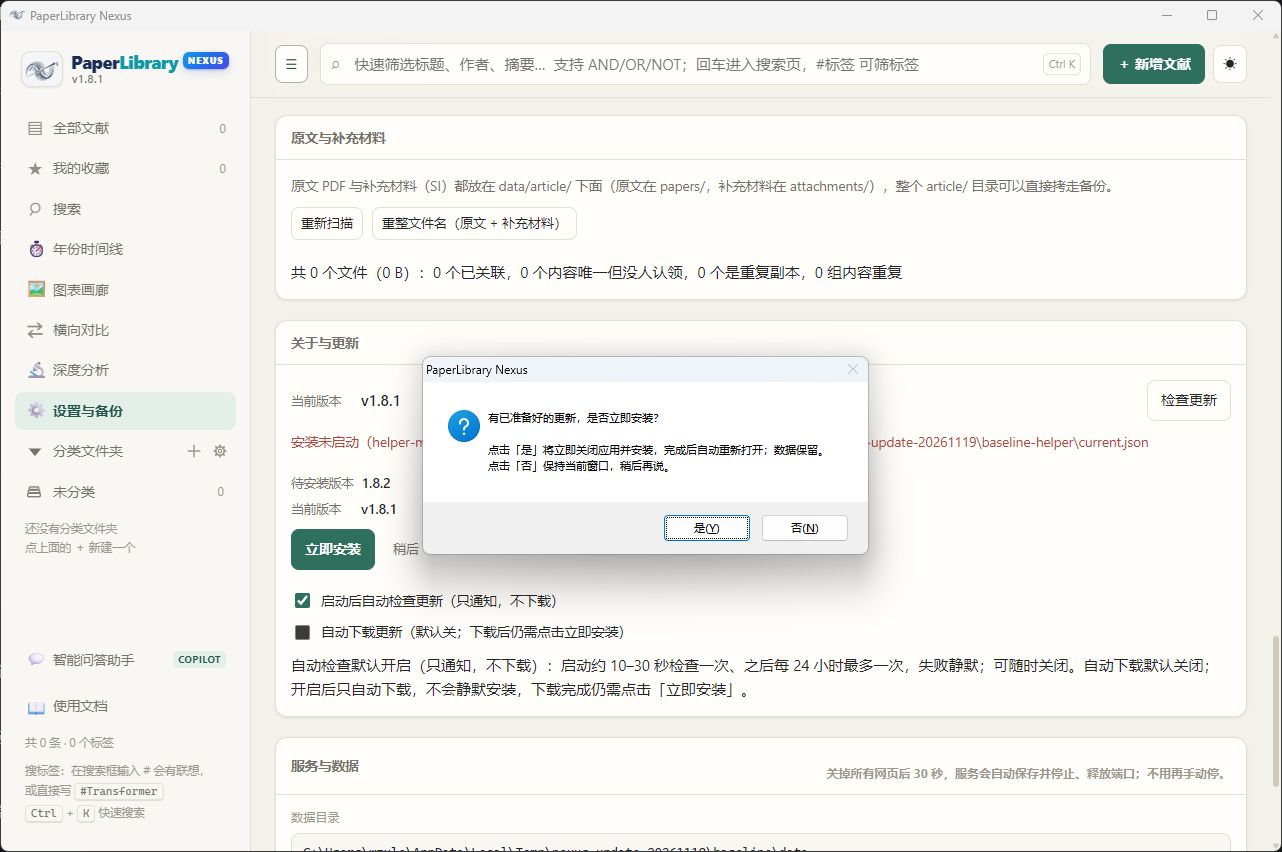 PaperLibrary Nexus
PaperLibrary NEXUS
v1.8.1
全部文献 0
我的收藏 0
搜索
年份时间线
图表画廊
横向对比
深度分析
设置与备份
分类文件夹
未分类 0
还没有分类文件夹
点上面的 + 新建一个
智能问答助手 COPILOT
使用文档
共 0 条 · 0 个标签
搜标签：在搜索框输入 # 会有联想，
或直接写 #Transformer
Ctrl + K 快速搜索
快速筛选标题、作者、摘要... 支持 AND/OR/NOT；回车进入搜索页，#标签 可筛标签 Ctrl K
+ 新增文献
原文与补充材料
原文 PDF 与补充材料（SI）都放在 data/article/ 下面（原文在 papers/，补充材料在 attachments/），整个 article/ 目录可以直接拷走备份。
重新扫描 重整文件名（原文 + 补充材料）
共 0 个文件（0 B）：0 个已关联，0 个内容唯一但没人认领，0 个是重复副本，0 组内容重复
关于与更新
当前版本 v1.8.1 检查更新
安装未启动（helper-m
-update-20261119\baseline-helper\current.json
待安装版本 1.8.2
当前版本 v1.8.1
立即安装 稍后
启动后自动检查更新（只通知，不下载）
自动下载更新（默认关；下载后仍需点击立即安装）
自动检查默认开启（只通知，不下载）：启动约 10–30 秒检查一次、之后每 24 小时最多一次，失败静默；可随时关闭。自动下载默认关闭；
开启后只自动下载，不会静默安装，下载完成仍需点击「立即安装」。
PaperLibrary Nexus
有已准备好的更新，是否立即安装?
点击「是」将立即关闭应用并安装，完成后自动重新打开；数据保留。
点击「否」保持当前窗口，稍后再说。
是(Y) 否(N)
服务与数据
关掉所有网页后 30 秒，服务会自动保存并停止、释放端口；不用再手动停。
数据目录